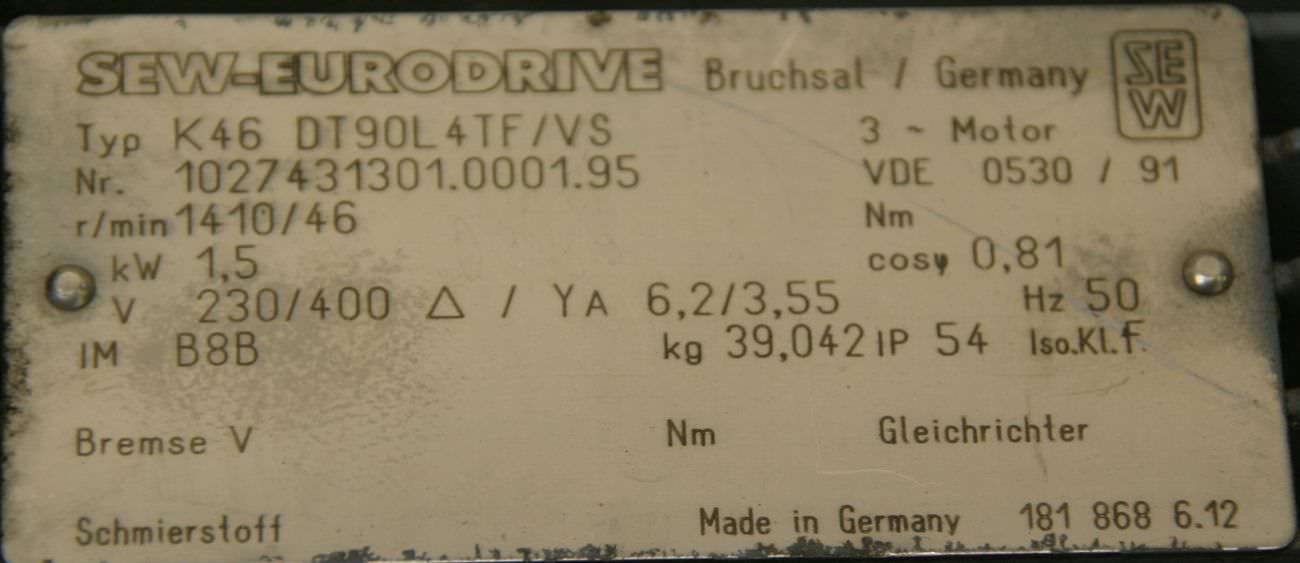 SEW-EURODRIVE Bruchsal / Germany SEW
Typ K46 DT90L4TF/VS 3 ~ Motor
Nr. 1027431301.0001.95 VDE 0530 / 91
r/min 1410/46 Nm
kW 1,5 cosφ 0,81
V 230/400 Δ / Y A 6,2/3,55 Hz 50
IM B8B kg 39,042 IP 54 Iso.Kl. F
Bremse V Nm Gleichrichter
Schmierstoff Made in Germany 181 868 6.12